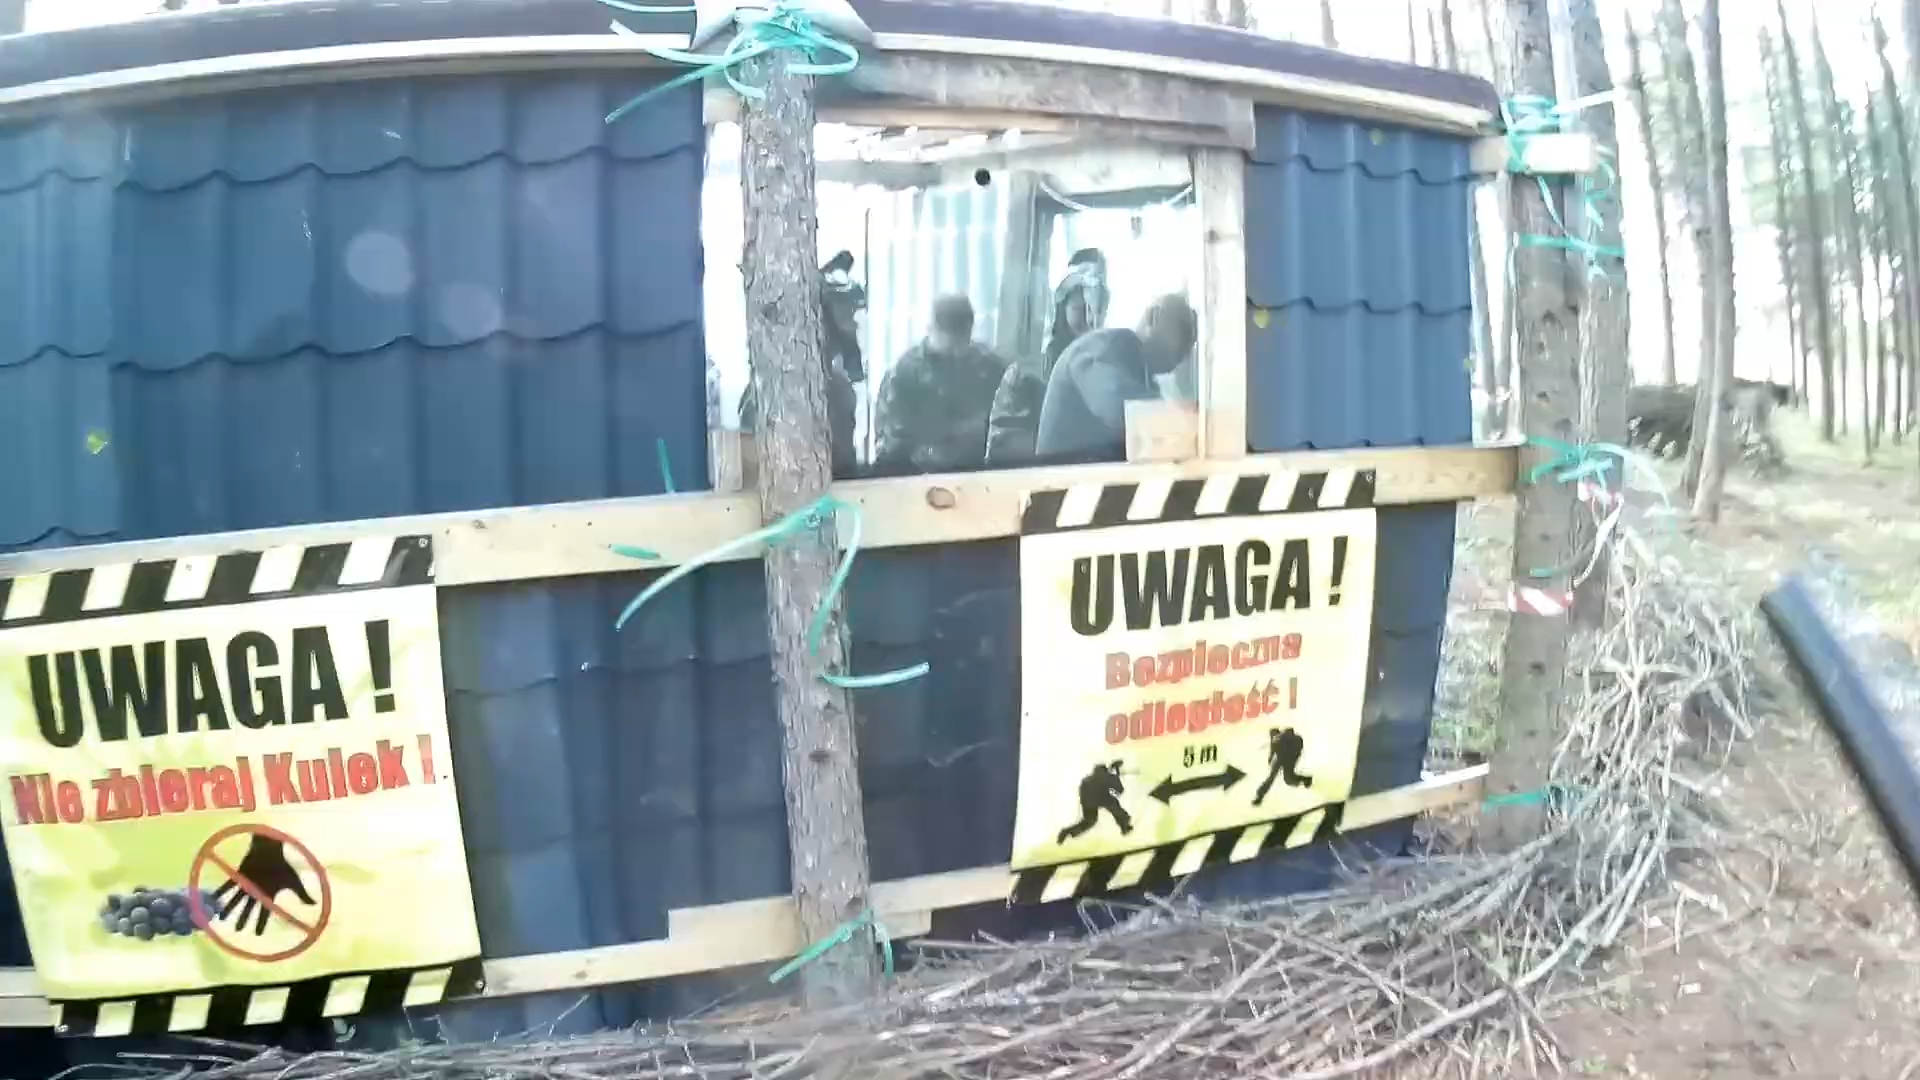 UWAGA !
Nie zbieraj Kulek !
UWAGA !
Bezpieczna
odległość !
5 m